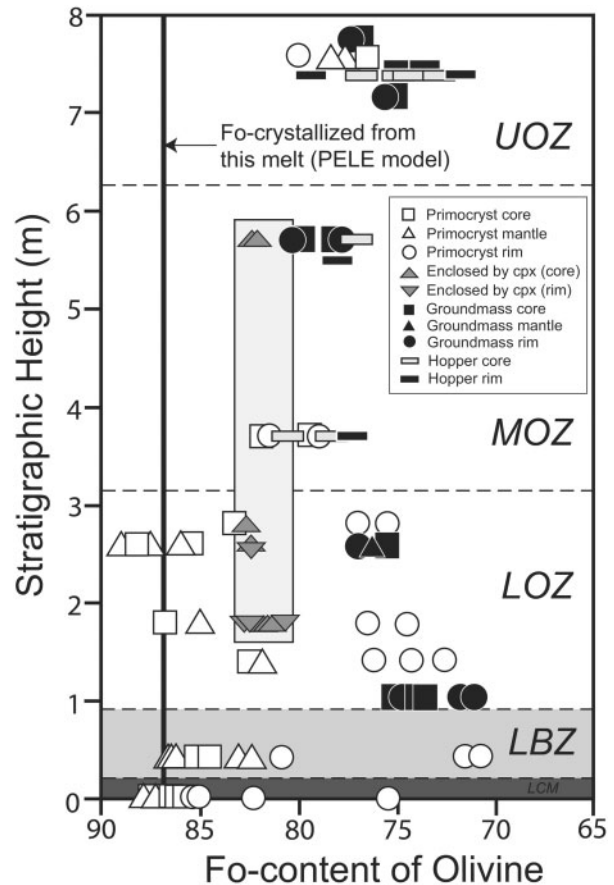 8
7
6
5
4
3
2
1
0
Stratigraphic Height (m)
Fo-crystallized from
this melt (PELE model)
UOZ
Primocryst core
Primocryst mantle
Primocryst rim
Enclosed by cpx (core)
Enclosed by cpx (rim)
Groundmass core
Groundmass mantle
Groundmass rim
Hopper core
Hopper rim
MOZ
LOZ
LBZ
LCM
90 85 80 75 70 65
Fo-content of Olivine